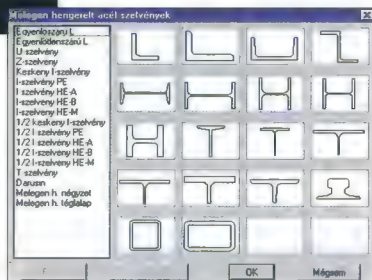 Melegen hengerelt acél szelvények
Egyenlőszárú L
Egyenlőtlenszárú L
U szelvény
Z-szelvény
Keskeny I-szelvény
I-szelvény PE
I szelvény HE-A
I-szelvény HE-B
I-szelvény HE-M
1/2 keskeny I-szelvény
1/2 I szelvény PE
1/2 I szelvény HE-A
1/2 I-szelvény HE-B
1/2 I-szelvény HE-M
T szelvény
Darusín
Melegen h. négyzet
Melegen h. téglalap
OK
Mégsem